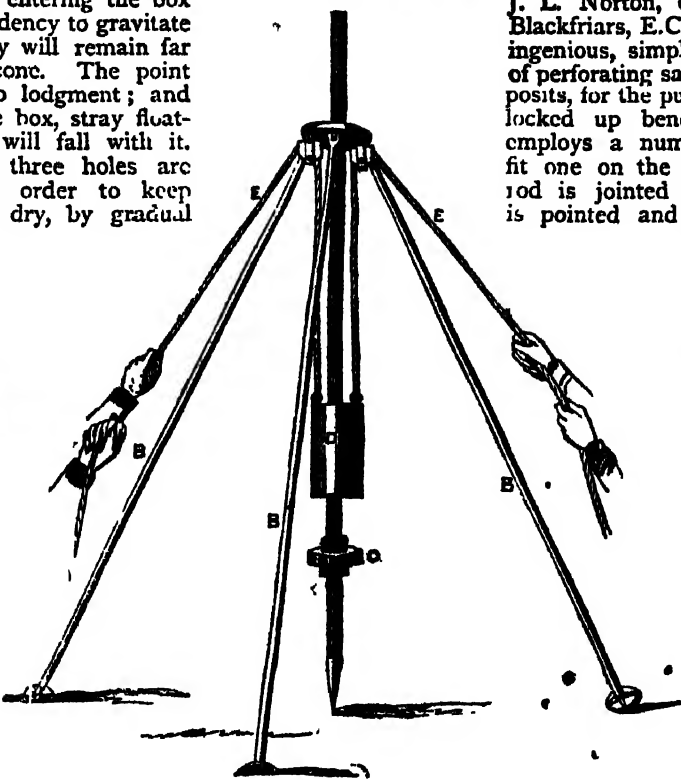 entering the box
dency to gravitate
y will remain far
cone. The point
o lodgment; and
e box, stray float-
will fall with it.
three holes are
order to keep
dry, by gradual
J. L. Norton,
Blackfriars, E.C
ingenious, simpl
of perforating sa
posits, for the pu
locked up ben
employs a num
fit one on the
rod is jointed
is pointed and
E
E
B
B
B
D